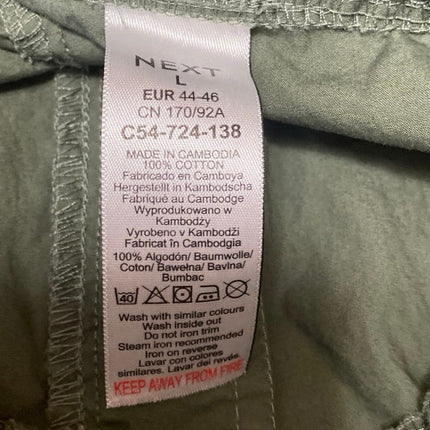 NEXT
L
EUR 44-46
CN 170/92A
C54-724-138
MADE IN CAMBODIA
100% COTTON
Fabricado en Camboya
Hergestellt in Kambodscha
Fabriqué au Cambodge
Wyprodukowano w
Kambodży
Vyrobeno v Kambodži
Fabricat în Cambodgia
100% Algodón/ Baumwolle/
Coton/ Bawełna/ Bavlna/
Bumbac
40
Wash with similar colours
Wash inside out
Do not iron trim
Steam iron recommended
Iron on reverse
Lavar con colores
similares. Lavar del revés.
KEEP AWAY FROM FIRE